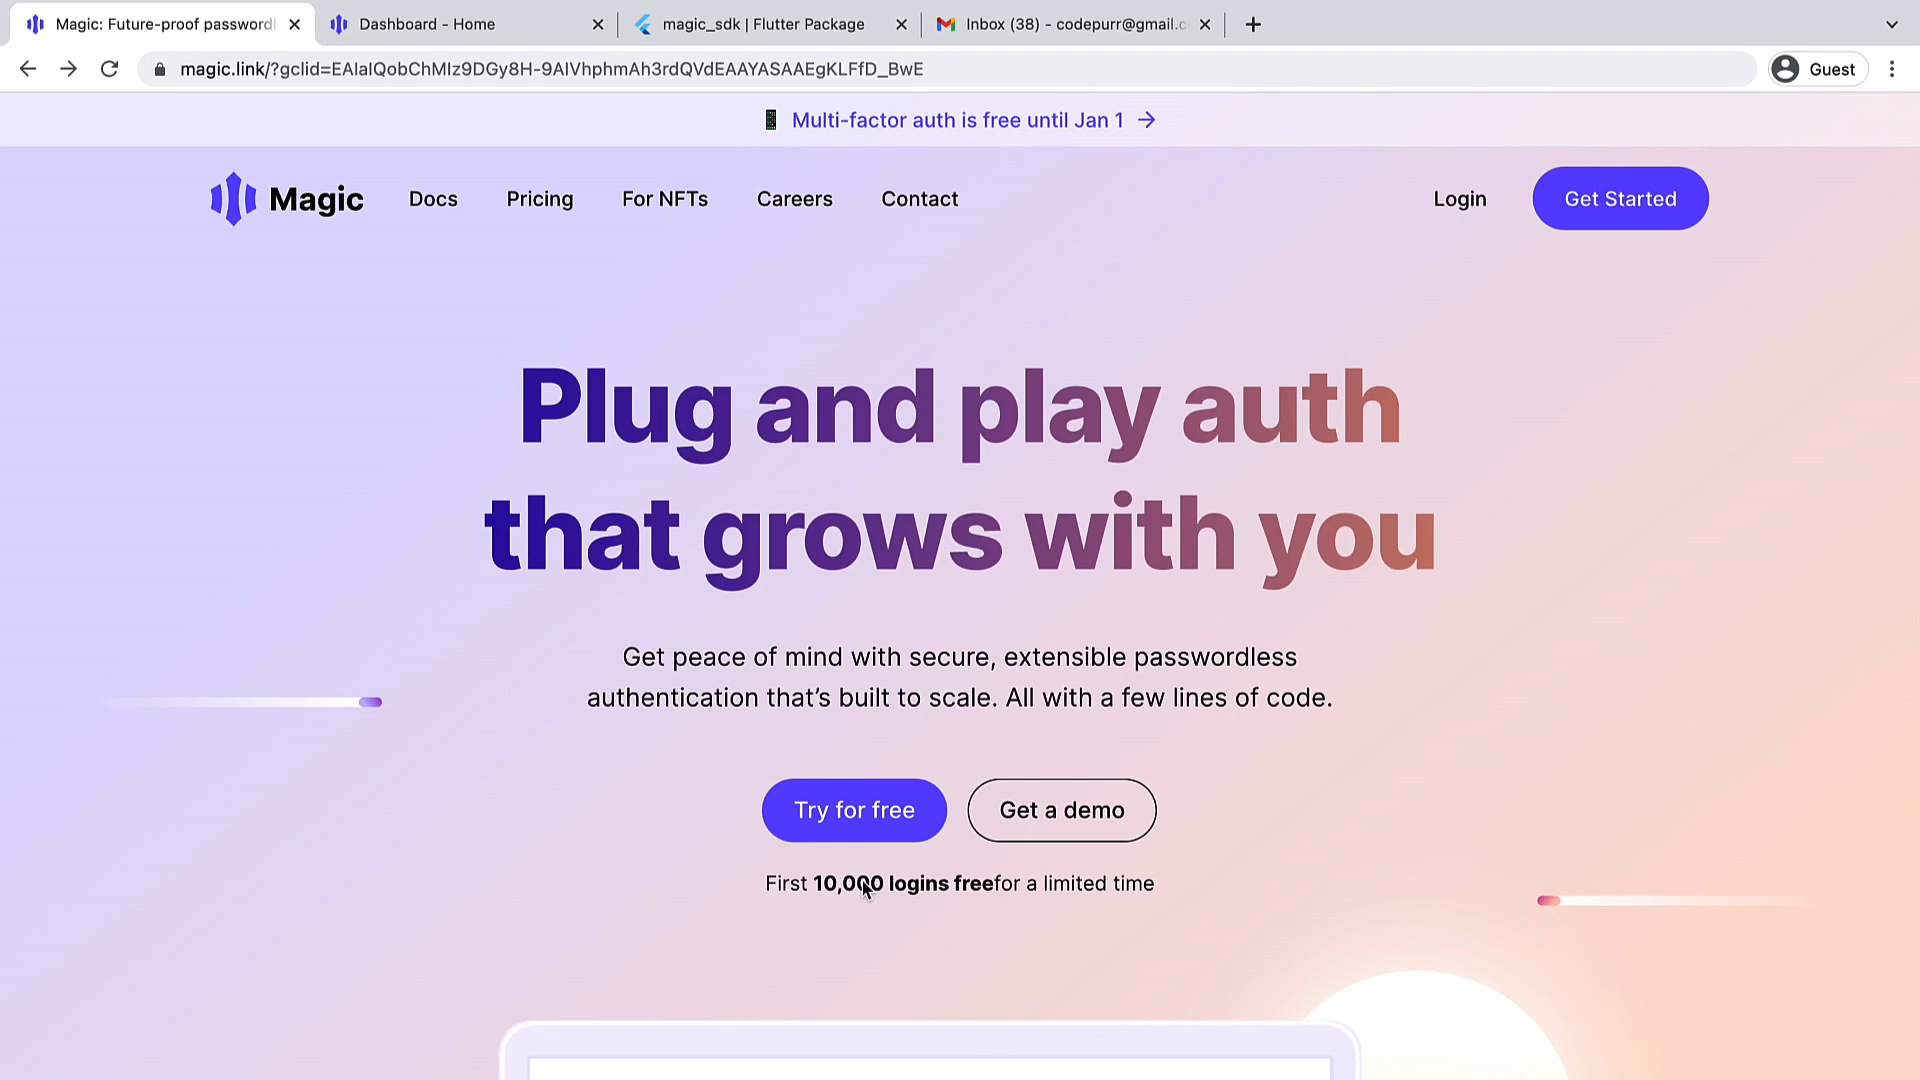 Magic: Future-proof passwordl
Dashboard - Home
magic_sdk | Flutter Package
Inbox (38) - codepurr@gmail.c
magic.link/?gclid=EAIaIQobChMIz9DGy8H-9AIVhphmAh3rdQVdEAAYASAAEgKLFfD_BwE
Guest
Multi-factor auth is free until Jan 1 →
Magic
Docs
Pricing
For NFTs
Careers
Contact
Login
Get Started
Plug and play auth
that grows with you
Get peace of mind with secure, extensible passwordless
authentication that’s built to scale. All with a few lines of code.
Try for free
Get a demo
First 10,000 logins freefor a limited time